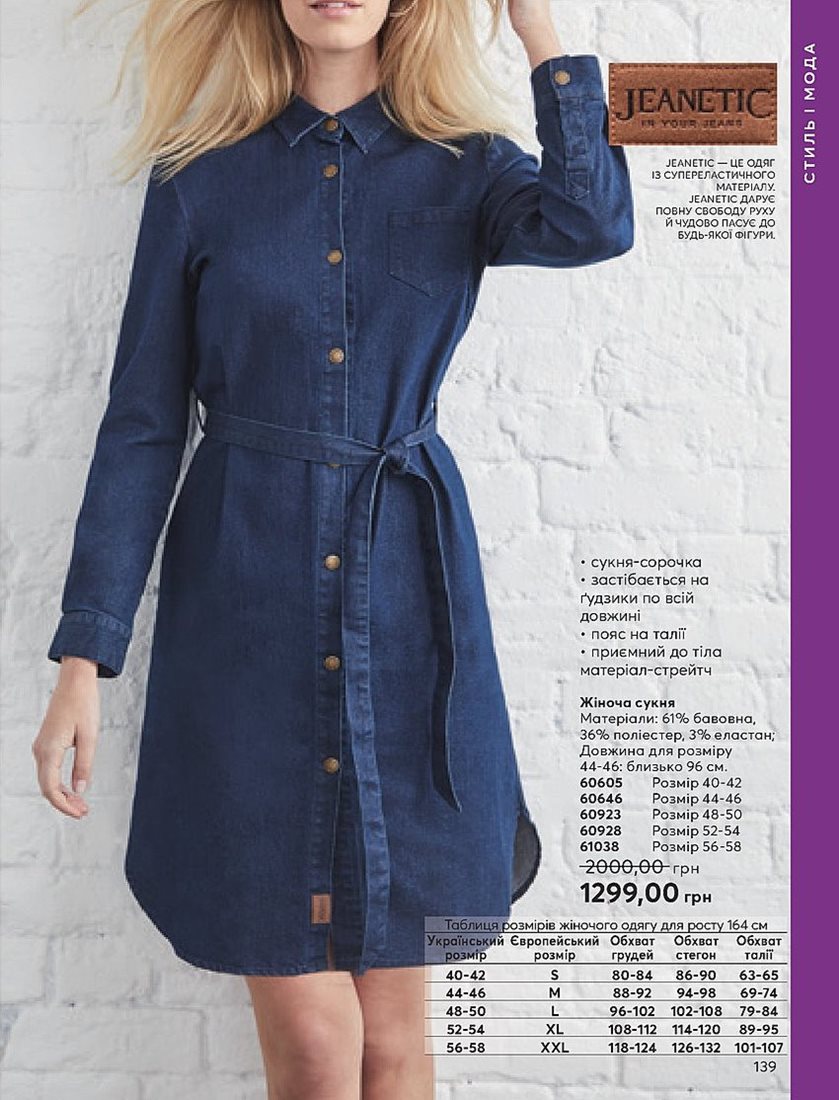 СТИЛЬ І МОДА
JEANETIC
IN YOUR JEANS
JEANETIC — ЦЕ ОДЯГ
ІЗ СУПЕРЕЛАСТИЧНОГО
МАТЕРІАЛУ.
JEANETIC ДАРУЄ
ПОВНУ СВОБОДУ РУХУ
Й ЧУДОВО ПАСУЄ ДО
БУДЬ-ЯКОЇ ФІГУРИ.
• сукня-сорочка
• застібається на
ґудзики по всій
довжині
• пояс на талії
• приємний до тіла
матеріал-стрейтч
Жіноча сукня
Матеріали: 61% бавовна,
36% поліестер, 3% еластан;
Довжина для розміру
44-46: близько 96 см.
60605 Розмір 40-42
60646 Розмір 44-46
60923 Розмір 48-50
60928 Розмір 52-54
61038 Розмір 56-58
2000,00 грн
1299,00 грн
Таблиця розмірів жіночого одягу для росту 164 см
Український Європейський Обхват Обхват Обхват
розмір розмір грудей стегон талії
40-42 S 80-84 86-90 63-65
44-46 M 88-92 94-98 69-74
48-50 L 96-102 102-108 79-84
52-54 XL 108-112 114-120 89-95
56-58 XXL 118-124 126-132 101-107
139